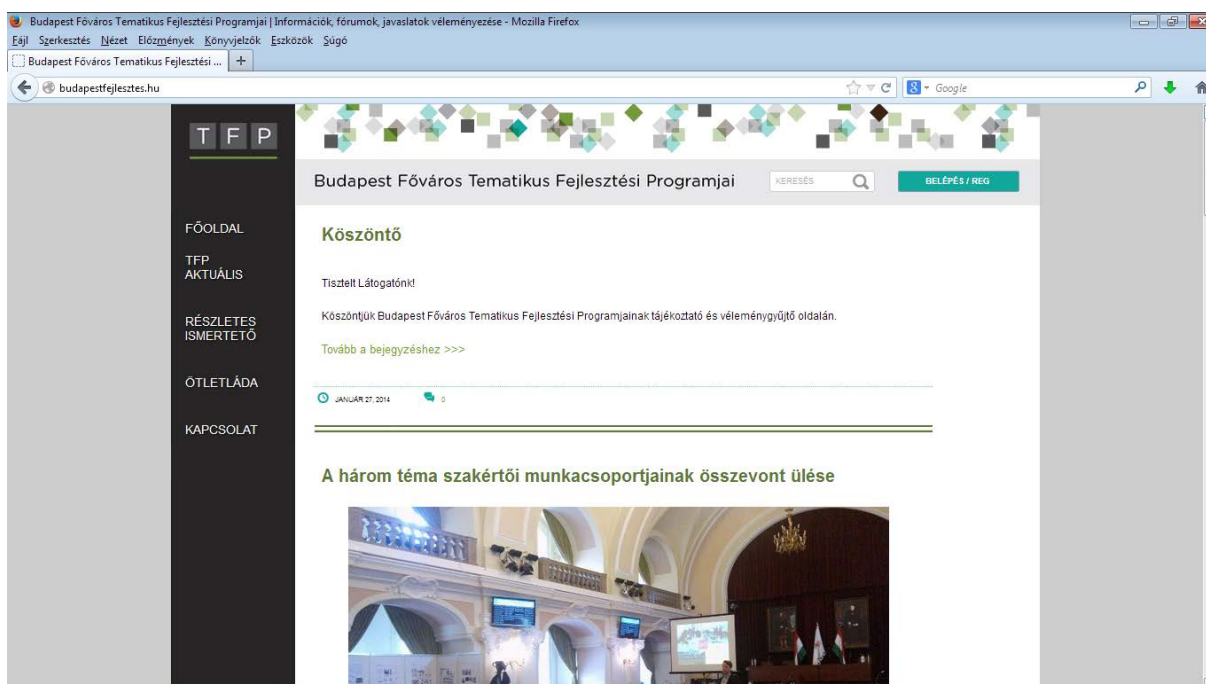 Budapest Főváros Tematikus Fejlesztési Programjai | Információk, fórumok, javaslatok véleményezése - Mozilla Firefox
Fájl Szerkesztés Nézet Előzmények Könyvjelzők Eszközök Súgó
Budapest Főváros Tematikus Fejlesztési ... +
budapestfejlesztes.hu
Google
TFP
Budapest Főváros Tematikus Fejlesztési Programjai
KERESÉS
BELÉPÉS / REG
FŐOLDAL
TFP
AKTUÁLIS
RÉSZLETES
ISMERTETŐ
ÖTLETLÁDA
KAPCSOLAT
Köszöntő
Tisztelt Látogatónk!
Köszöntjük Budapest Főváros Tematikus Fejlesztési Programjainak tájékoztató és véleménygyűjtő oldalán.
Tovább a bejegyzéshez >>>
JANUÁR 27, 2014
0
A három téma szakértői munkacsoportjainak összevont ülése